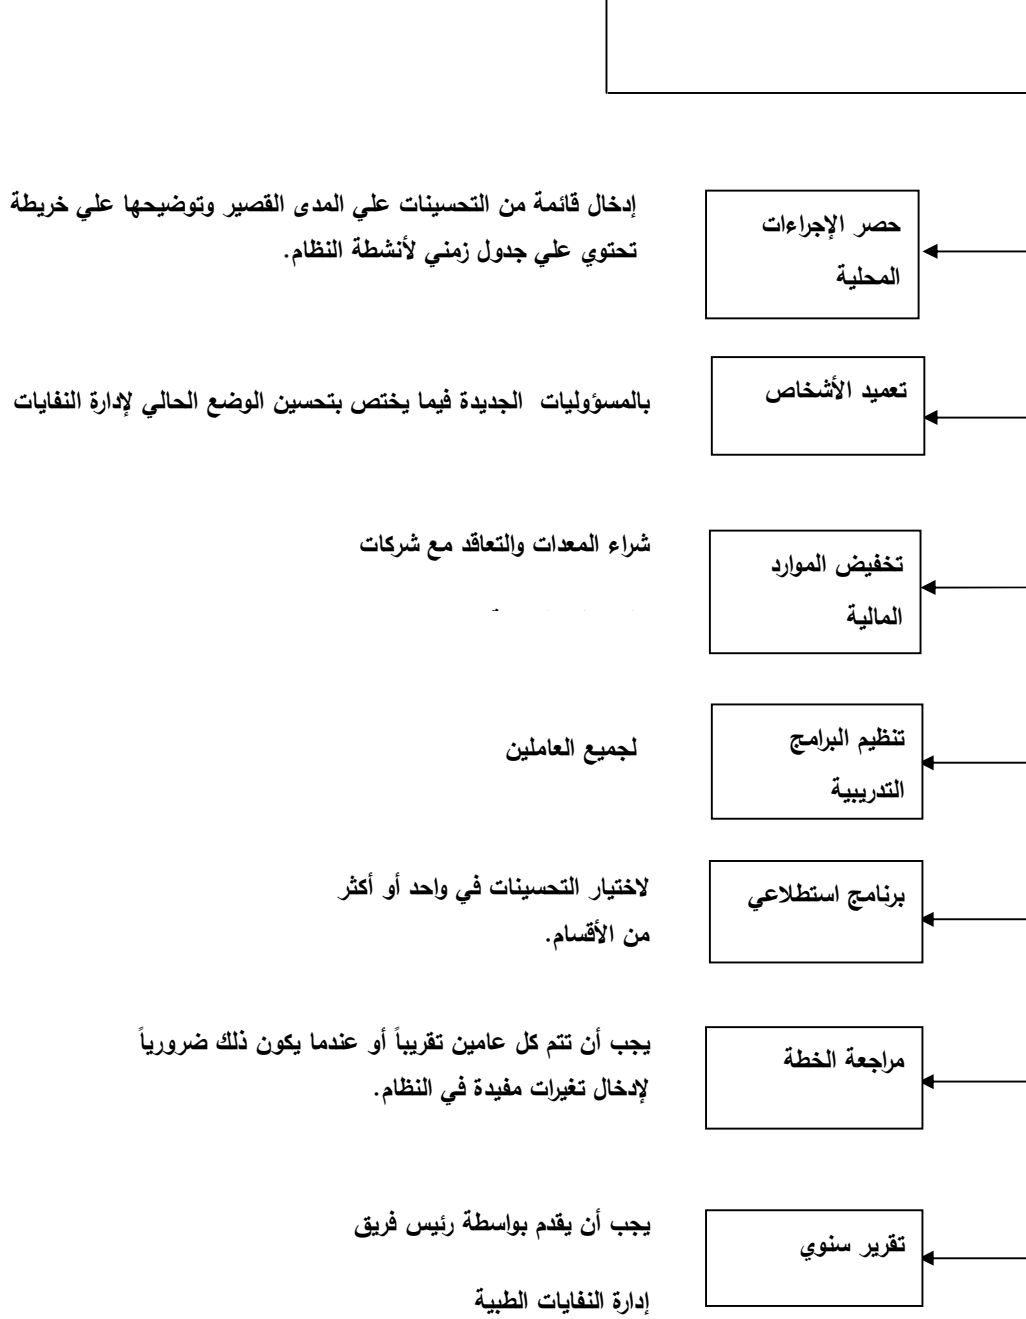 حصر الإجراءات
المحلية
إدخال قائمة من التحسينات علي المدى القصير وتوضيحها علي خريطة
تحتوي علي جدول زمني لأنشطة النظام.
تعميد الأشخاص
بالمسؤوليات الجديدة فيما يختص بتحسين الوضع الحالي لإدارة النفايات
تخفيض الموارد
المالية
شراء المعدات والتعاقد مع شركات
تنظيم البرامج
التدريبية
لجميع العاملين
برنامج استطلاعي
لاختيار التحسينات في واحد أو أكثر
من الأقسام.
مراجعة الخطة
يجب أن تتم كل عامين تقريباً أو عندما يكون ذلك ضرورياً
لإدخال تغيرات مفيدة في النظام.
تقرير سنوي
يجب أن يقدم بواسطة رئيس فريق
إدارة النفايات الطبية